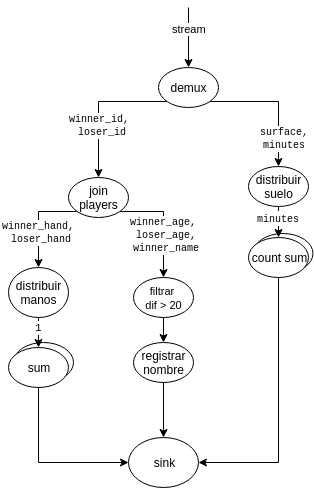 stream
demux
winner_id,
loser_id
surface,
minutes
join
players
distribuir
suelo
winner_hand,
loser_hand
winner_age,
loser_age,
winner_name
minutes
count sum
distribuir
manos
filtrar
dif > 20
1
sum
registrar
nombre
sink